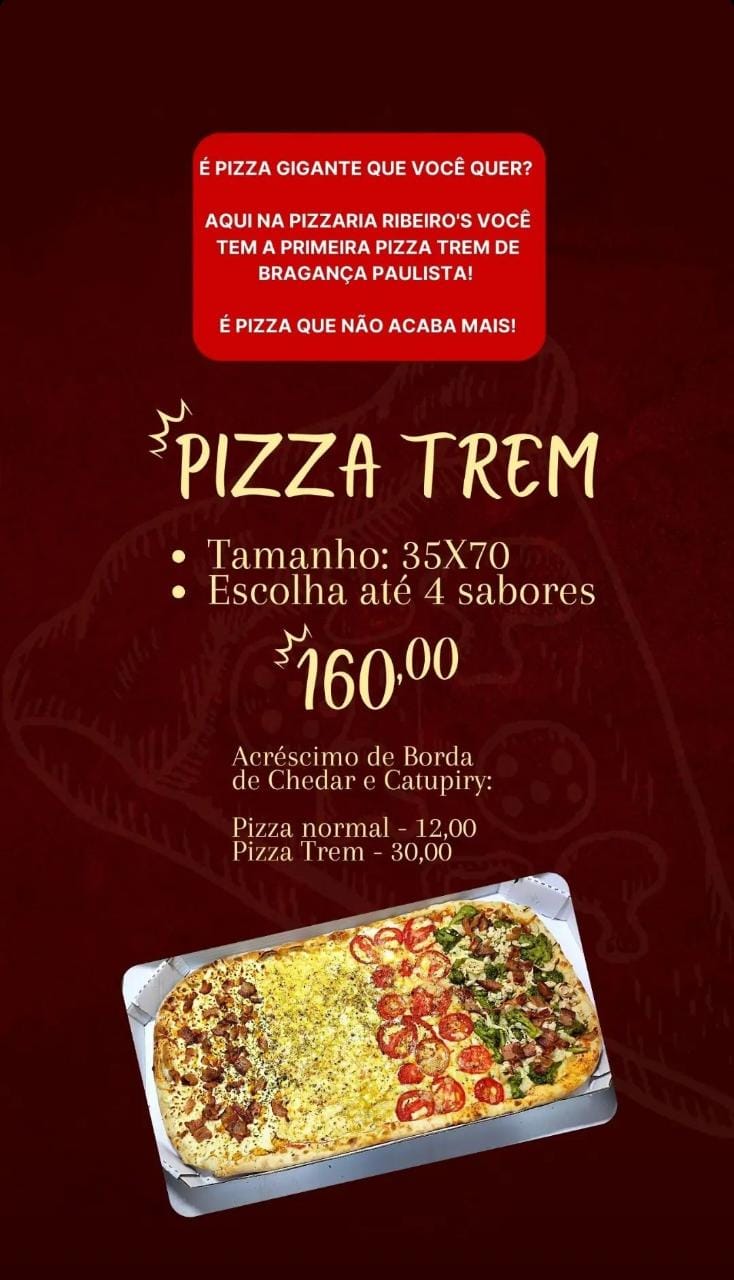 É PIZZA GIGANTE QUE VOCÊ QUER?
AQUI NA PIZZARIA RIBEIRO'S VOCÊ
TEM A PRIMEIRA PIZZA TREM DE
BRAGANÇA PAULISTA!
É PIZZA QUE NÃO ACABA MAIS!
PIZZA TREM
• Tamanho: 35X70
• Escolha até 4 sabores
160,00
Acréscimo de Borda
de Chedar e Catupiry:
Pizza normal - 12,00
Pizza Trem - 30,00